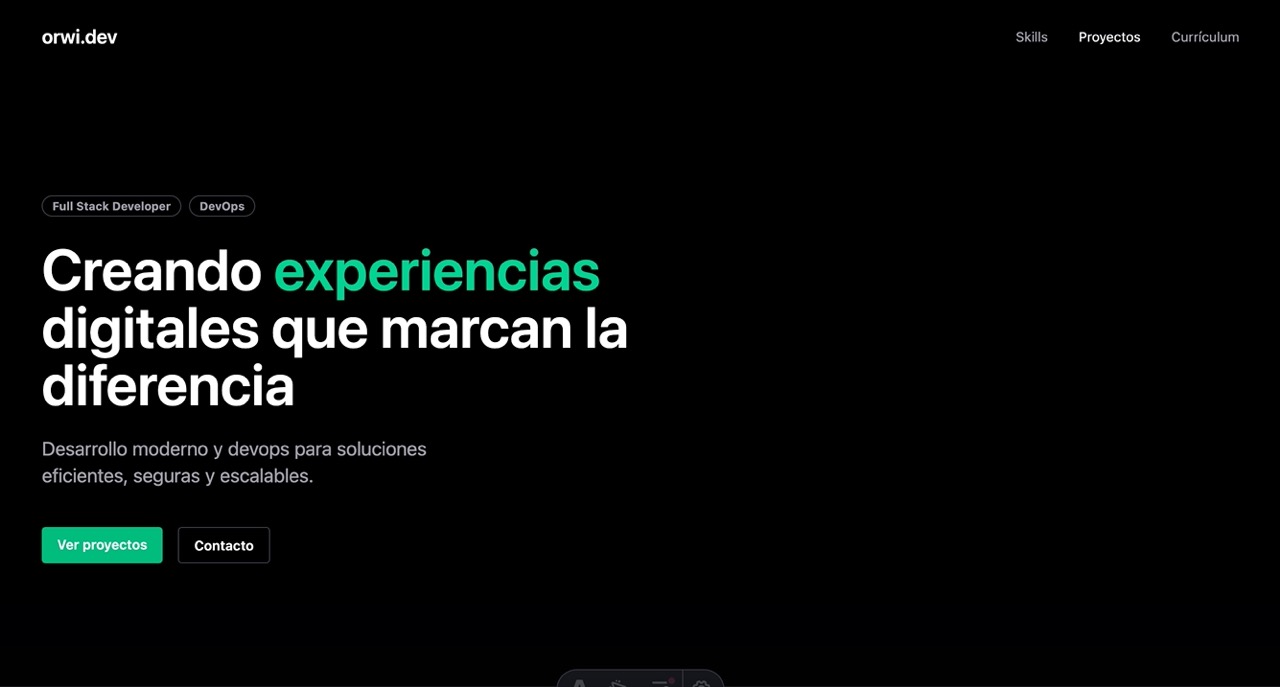 orwi.dev
Skills
Proyectos
Currículum
Full Stack Developer
DevOps
Creando experiencias
digitales que marcan la
diferencia
Desarrollo moderno y devops para soluciones
eficientes, seguras y escalables.
Ver proyectos
Contacto